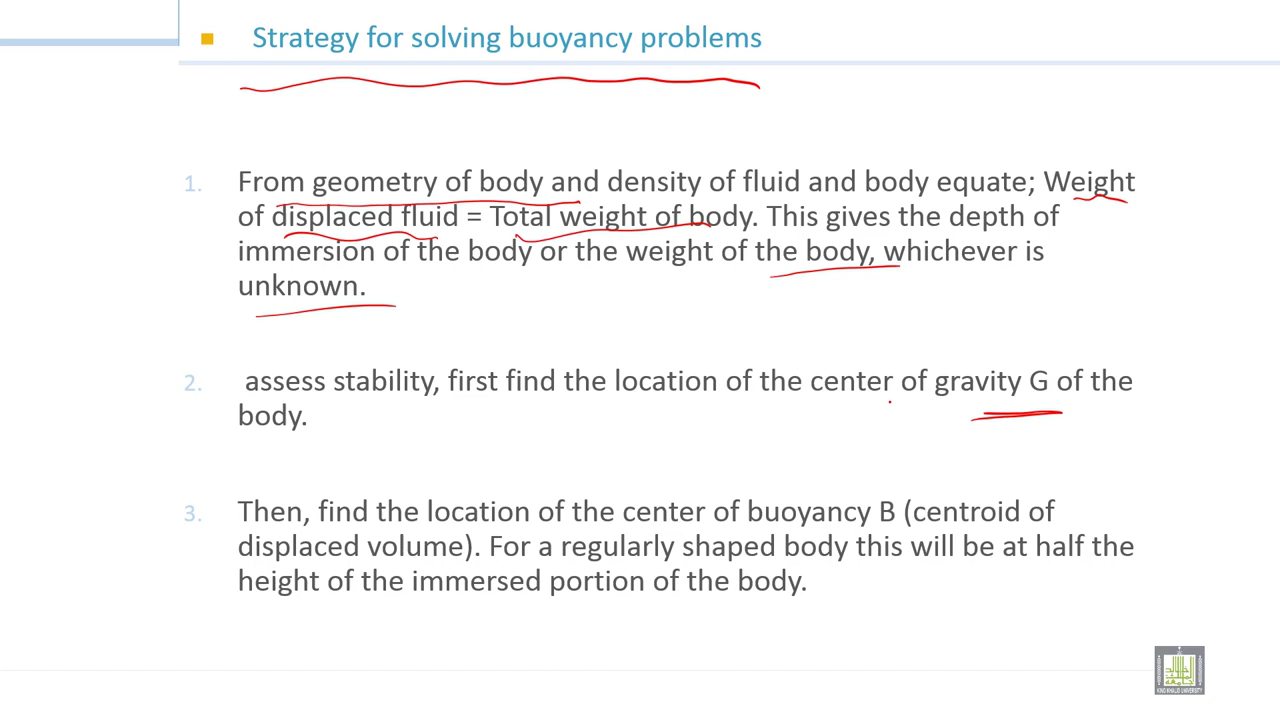 Strategy for solving buoyancy problems
1. From geometry of body and density of fluid and body equate; Weight
of displaced fluid = Total weight of body. This gives the depth of
immersion of the body or the weight of the body, whichever is
unknown.
2. assess stability, first find the location of the center of gravity G of the
body.
3. Then, find the location of the center of buoyancy B (centroid of
displaced volume). For a regularly shaped body this will be at half the
height of the immersed portion of the body.
KING KHALID UNIVERSITY